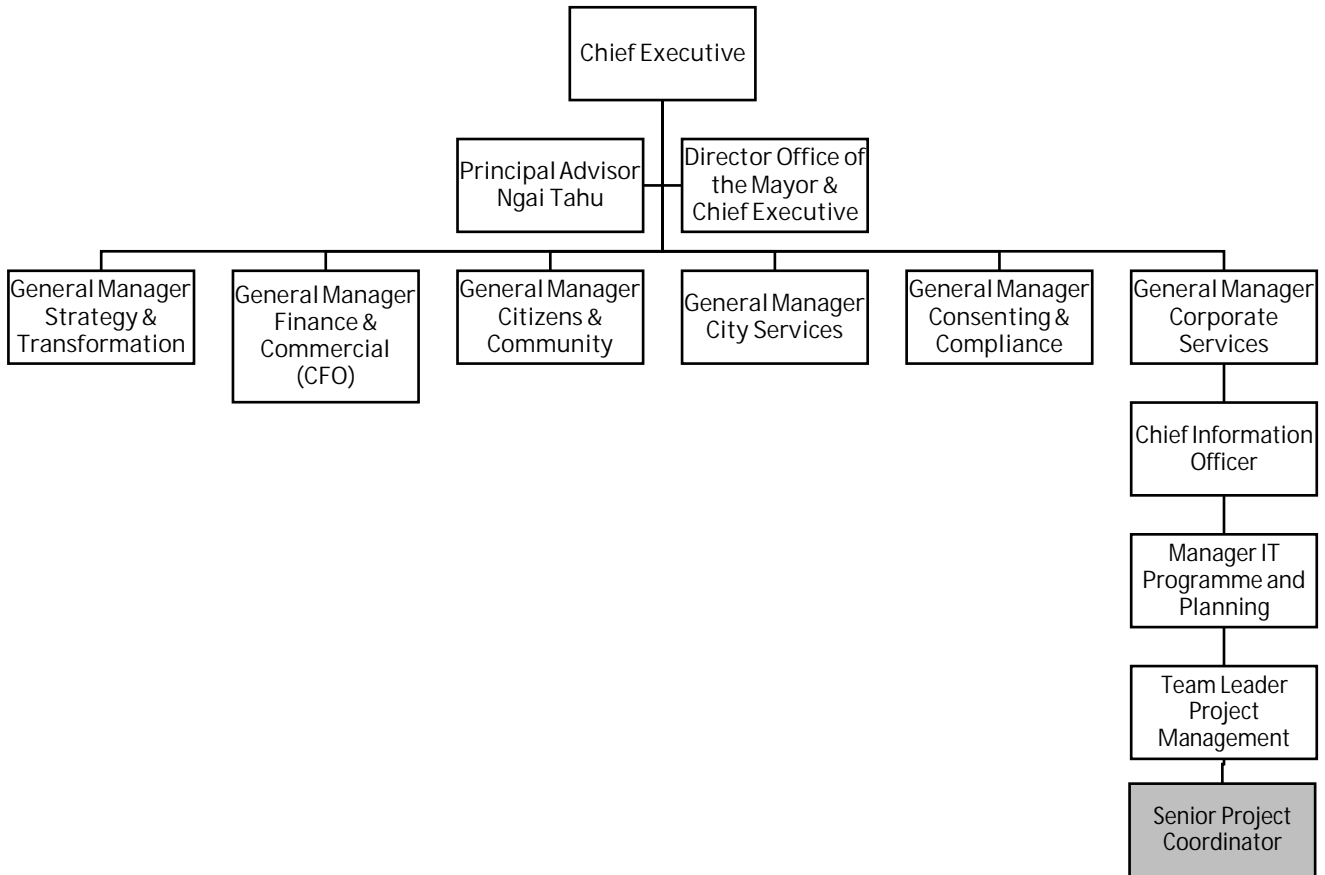 Chief Executive
Principal Advisor
Ngai Tahu
Director Office of
the Mayor &
Chief Executive
General Manager
Strategy &
Transformation
General Manager
Finance &
Commercial
(CFO)
General Manager
Citizens &
Community
General Manager
City Services
General Manager
Consenting &
Compliance
General Manager
Corporate
Services
Chief Information
Officer
Manager IT
Programme and
Planning
Team Leader
Project
Management
Senior Project
Coordinator